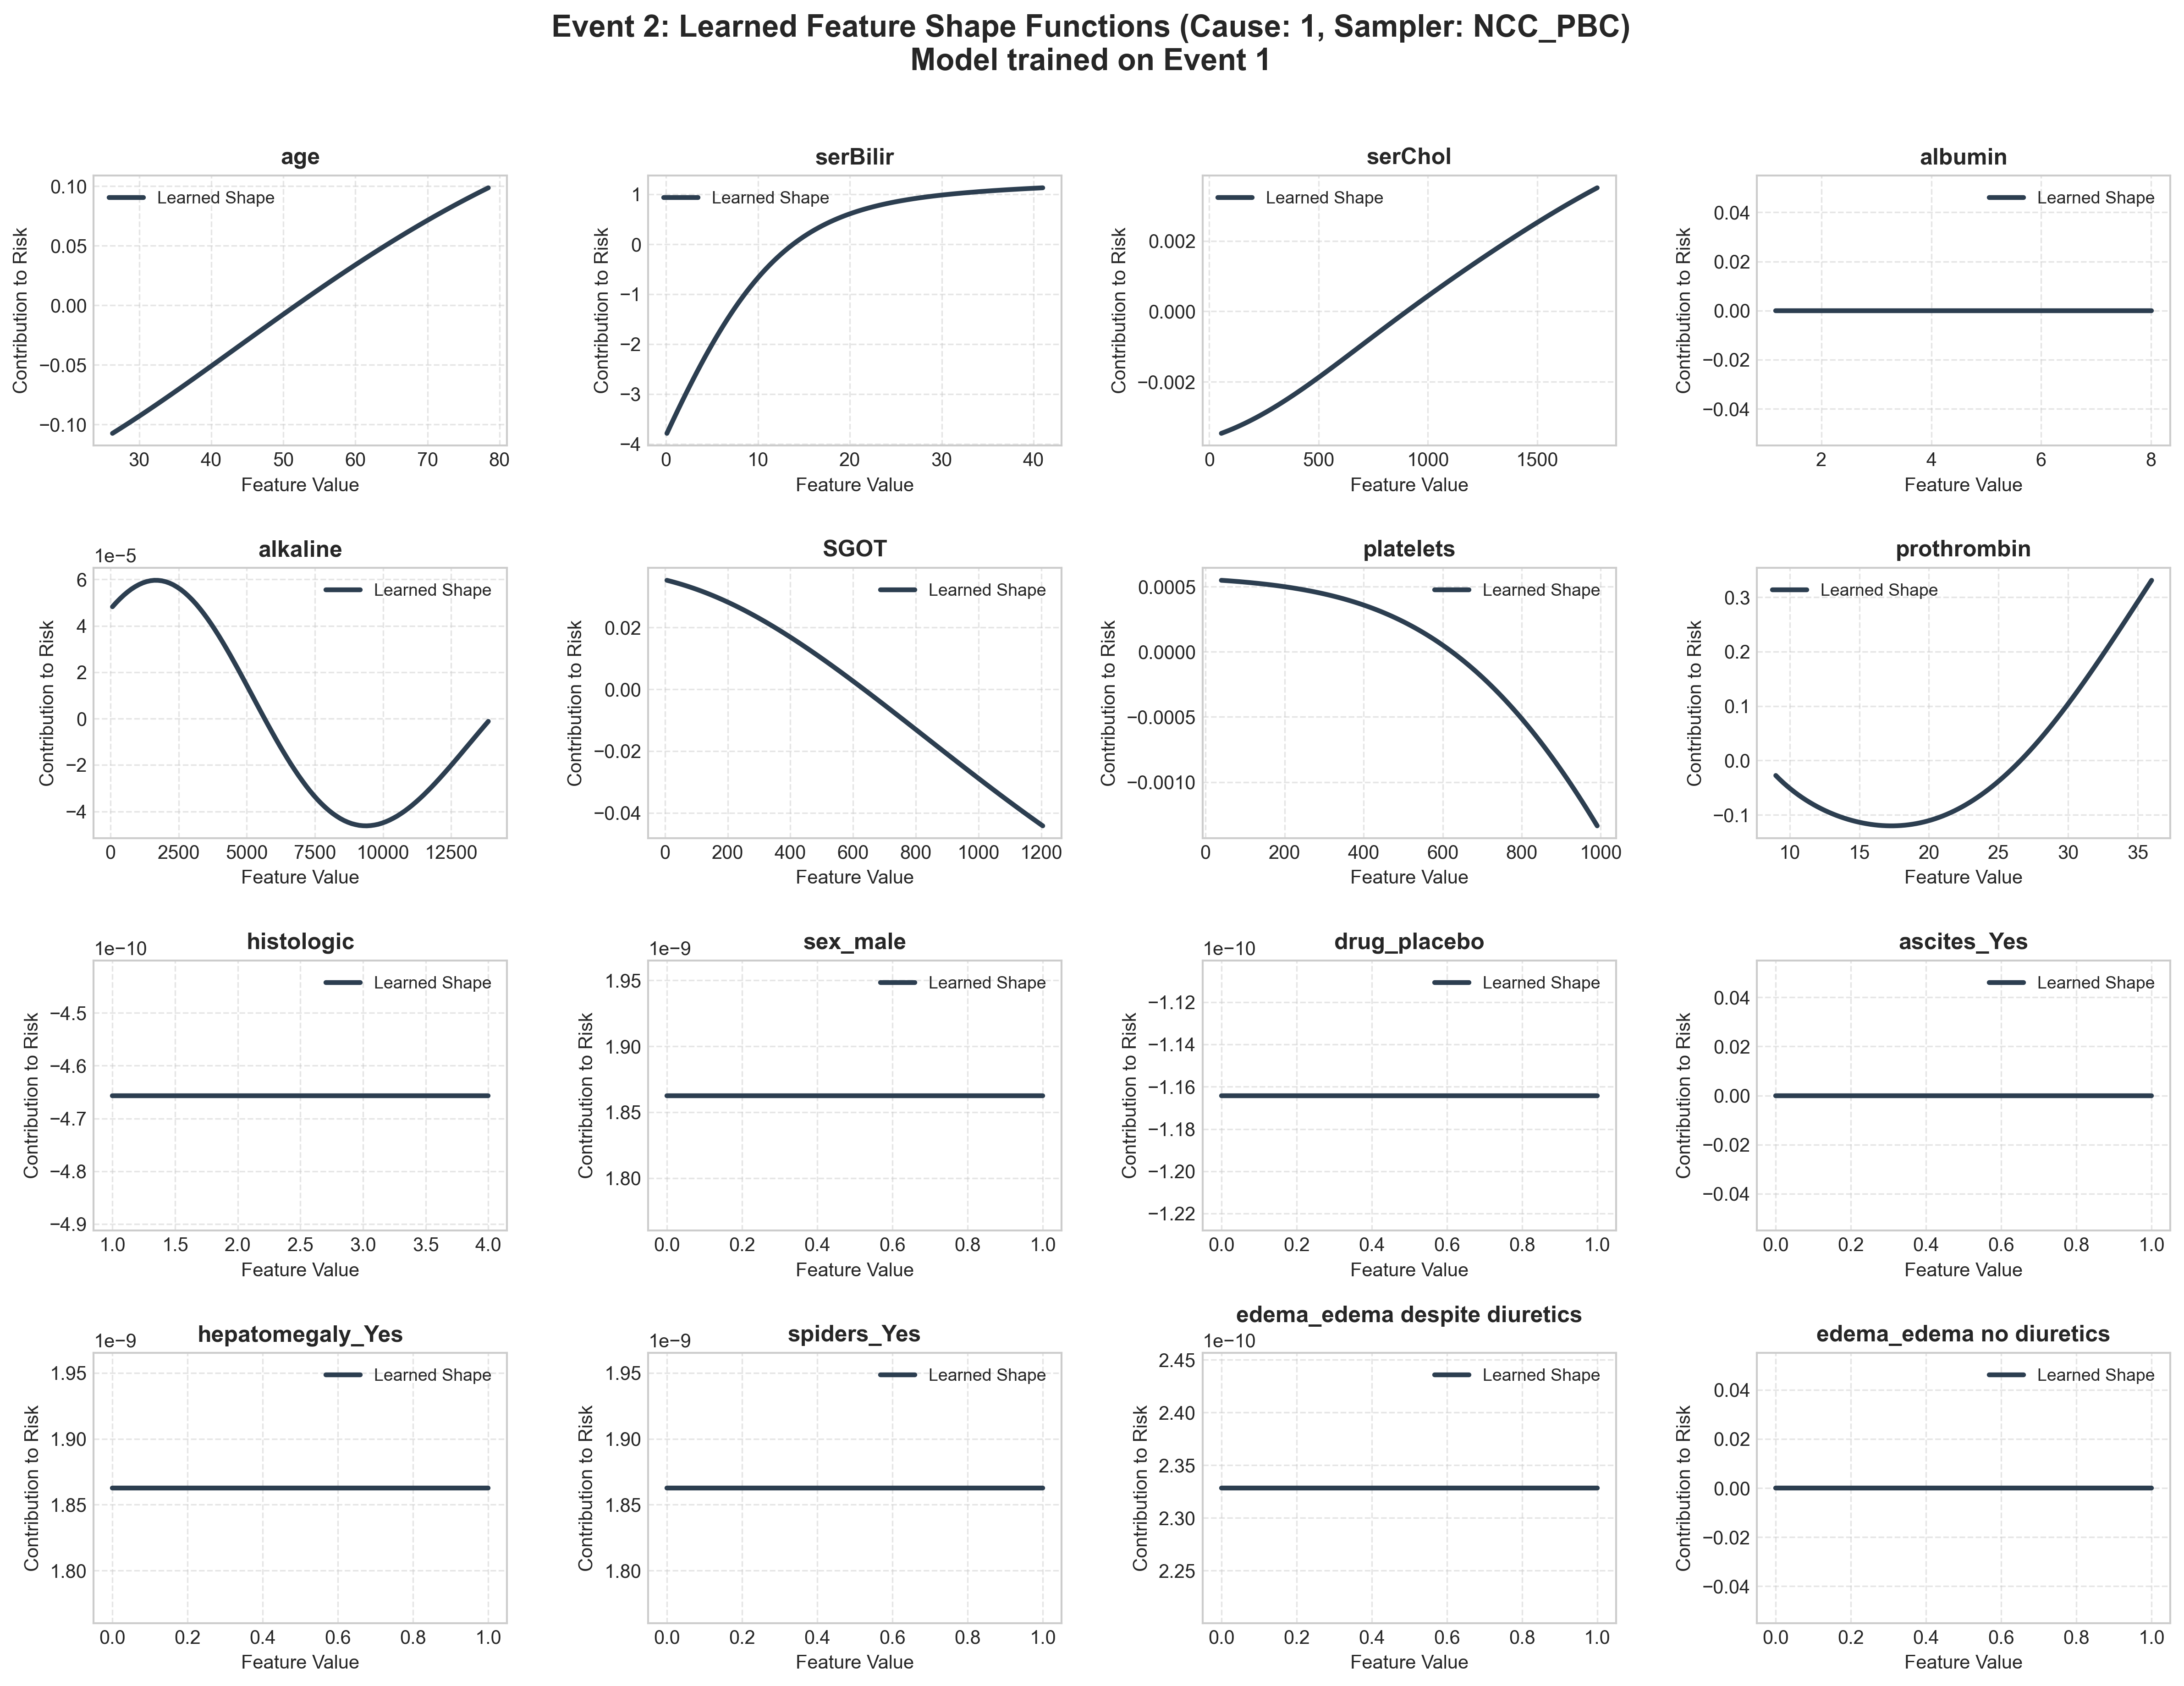 Event 2: Learned Feature Shape Functions (Cause: 1, Sampler: NCC_PBC)
Model trained on Event 1
age
Learned Shape
Contribution to Risk
0.10
0.05
0.00
−0.05
−0.10
30 40 50 60 70 80
Feature Value
serBilir
Learned Shape
Contribution to Risk
1
0
−1
−2
−3
−4
0 10 20 30 40
Feature Value
serChol
Learned Shape
Contribution to Risk
0.002
0.000
−0.002
0 500 1000 1500
Feature Value
albumin
Learned Shape
Contribution to Risk
0.04
0.02
0.00
−0.02
−0.04
2 4 6 8
Feature Value
alkaline
1e−5
Learned Shape
Contribution to Risk
6
4
2
0
−2
−4
0 2500 5000 7500 10000 12500
Feature Value
SGOT
Learned Shape
Contribution to Risk
0.02
0.00
−0.02
−0.04
0 200 400 600 800 1000 1200
Feature Value
platelets
Learned Shape
Contribution to Risk
0.0005
0.0000
−0.0005
−0.0010
0 200 400 600 800 1000
Feature Value
prothrombin
Learned Shape
Contribution to Risk
0.3
0.2
0.1
0.0
−0.1
10 15 20 25 30 35
Feature Value
histologic
1e−10
Learned Shape
Contribution to Risk
−4.5
−4.6
−4.7
−4.8
−4.9
1.0 1.5 2.0 2.5 3.0 3.5 4.0
Feature Value
sex_male
1e−9
Learned Shape
Contribution to Risk
1.95
1.90
1.85
1.80
0.0 0.2 0.4 0.6 0.8 1.0
Feature Value
drug_placebo
1e−10
Learned Shape
Contribution to Risk
−1.12
−1.14
−1.16
−1.18
−1.20
−1.22
0.0 0.2 0.4 0.6 0.8 1.0
Feature Value
ascites_Yes
Learned Shape
Contribution to Risk
0.04
0.02
0.00
−0.02
−0.04
0.0 0.2 0.4 0.6 0.8 1.0
Feature Value
hepatomegaly_Yes
1e−9
Learned Shape
Contribution to Risk
1.95
1.90
1.85
1.80
0.0 0.2 0.4 0.6 0.8 1.0
Feature Value
spiders_Yes
1e−9
Learned Shape
Contribution to Risk
1.95
1.90
1.85
1.80
0.0 0.2 0.4 0.6 0.8 1.0
Feature Value
edema_edema despite diuretics
1e−10
Learned Shape
Contribution to Risk
2.45
2.40
2.35
2.30
2.25
0.0 0.2 0.4 0.6 0.8 1.0
Feature Value
edema_edema no diuretics
Learned Shape
Contribution to Risk
0.04
0.02
0.00
−0.02
−0.04
0.0 0.2 0.4 0.6 0.8 1.0
Feature Value